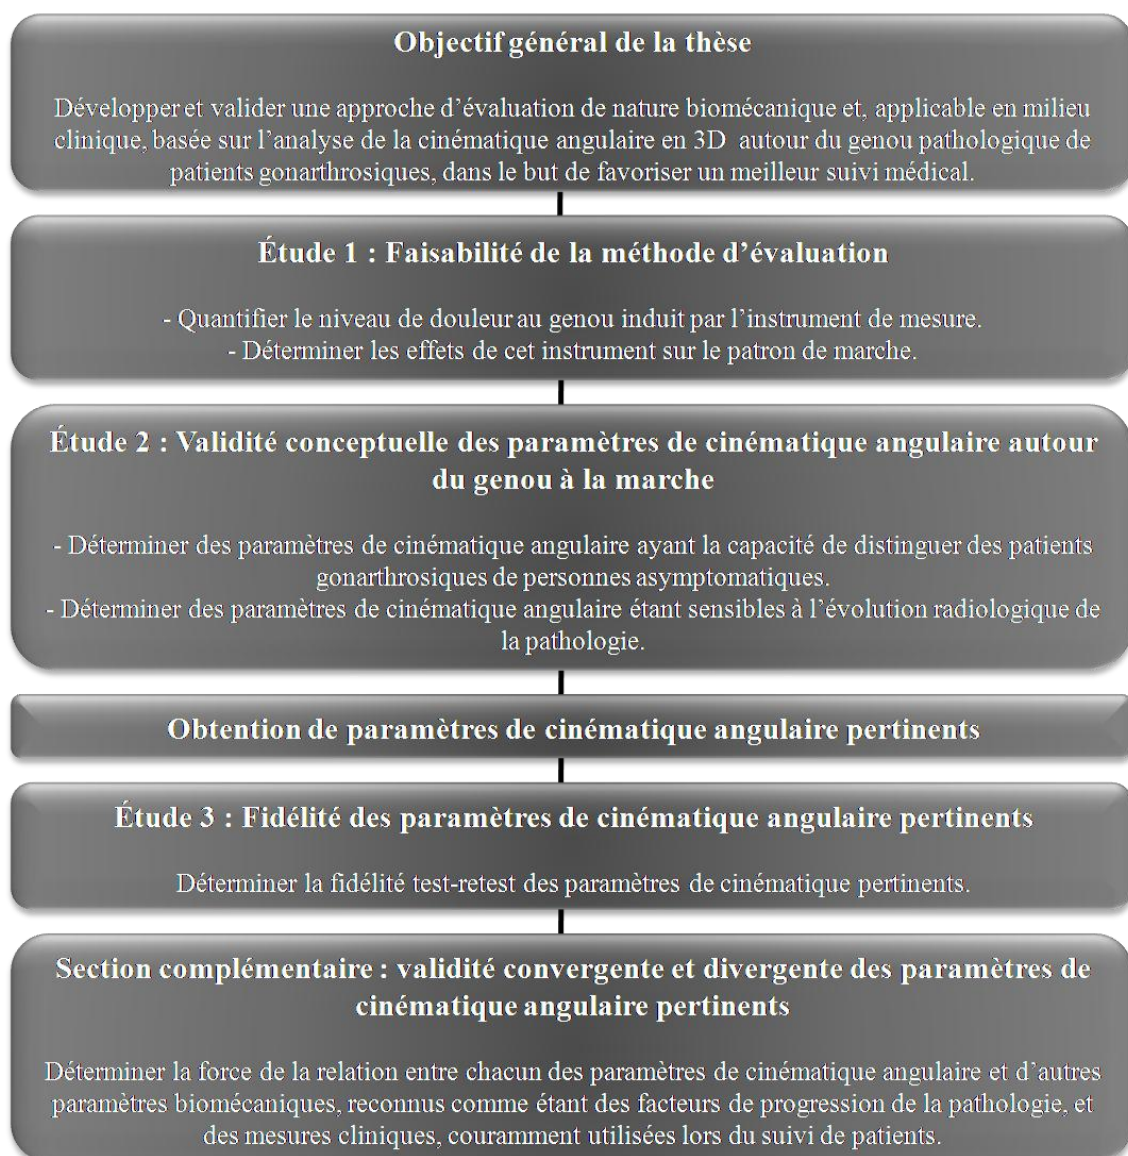 Objectif général de la thèse
Développer et valider une approche d’évaluation de nature biomécanique et, applicable en milieu
clinique, basée sur l’analyse de la cinématique angulaire en 3D autour du genou pathologique de
patients gonarthrosiques, dans le but de favoriser un meilleur suivi médical.
Étude 1 : Faisabilité de la méthode d’évaluation
- Quantifier le niveau de douleur au genou induit par l’instrument de mesure.
- Déterminer les effets de cet instrument sur le patron de marche.
Étude 2 : Validité conceptuelle des paramètres de cinématique angulaire autour
du genou à la marche
- Déterminer des paramètres de cinématique angulaire ayant la capacité de distinguer des patients
gonarthrosiques de personnes asymptomatiques.
- Déterminer des paramètres de cinématique angulaire étant sensibles à l’évolution radiologique de
la pathologie.
Obtention de paramètres de cinématique angulaire pertinents
Étude 3 : Fidélité des paramètres de cinématique angulaire pertinents
Déterminer la fidélité test-retest des paramètres de cinématique pertinents.
Section complémentaire : validité convergente et divergente des paramètres de
cinématique angulaire pertinents
Déterminer la force de la relation entre chacun des paramètres de cinématique angulaire et d’autres
paramètres biomécaniques, reconnus comme étant des facteurs de progression de la pathologie, et
des mesures cliniques, couramment utilisées lors du suivi de patients.